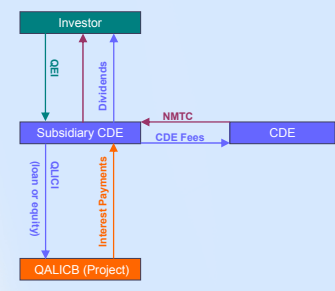 Investor
QEI
Dividends
NMTC
Subsidiary CDE
CDE
CDE Fees
QLICI
(loan or equity)
Interest Payments
QALICB (Project)